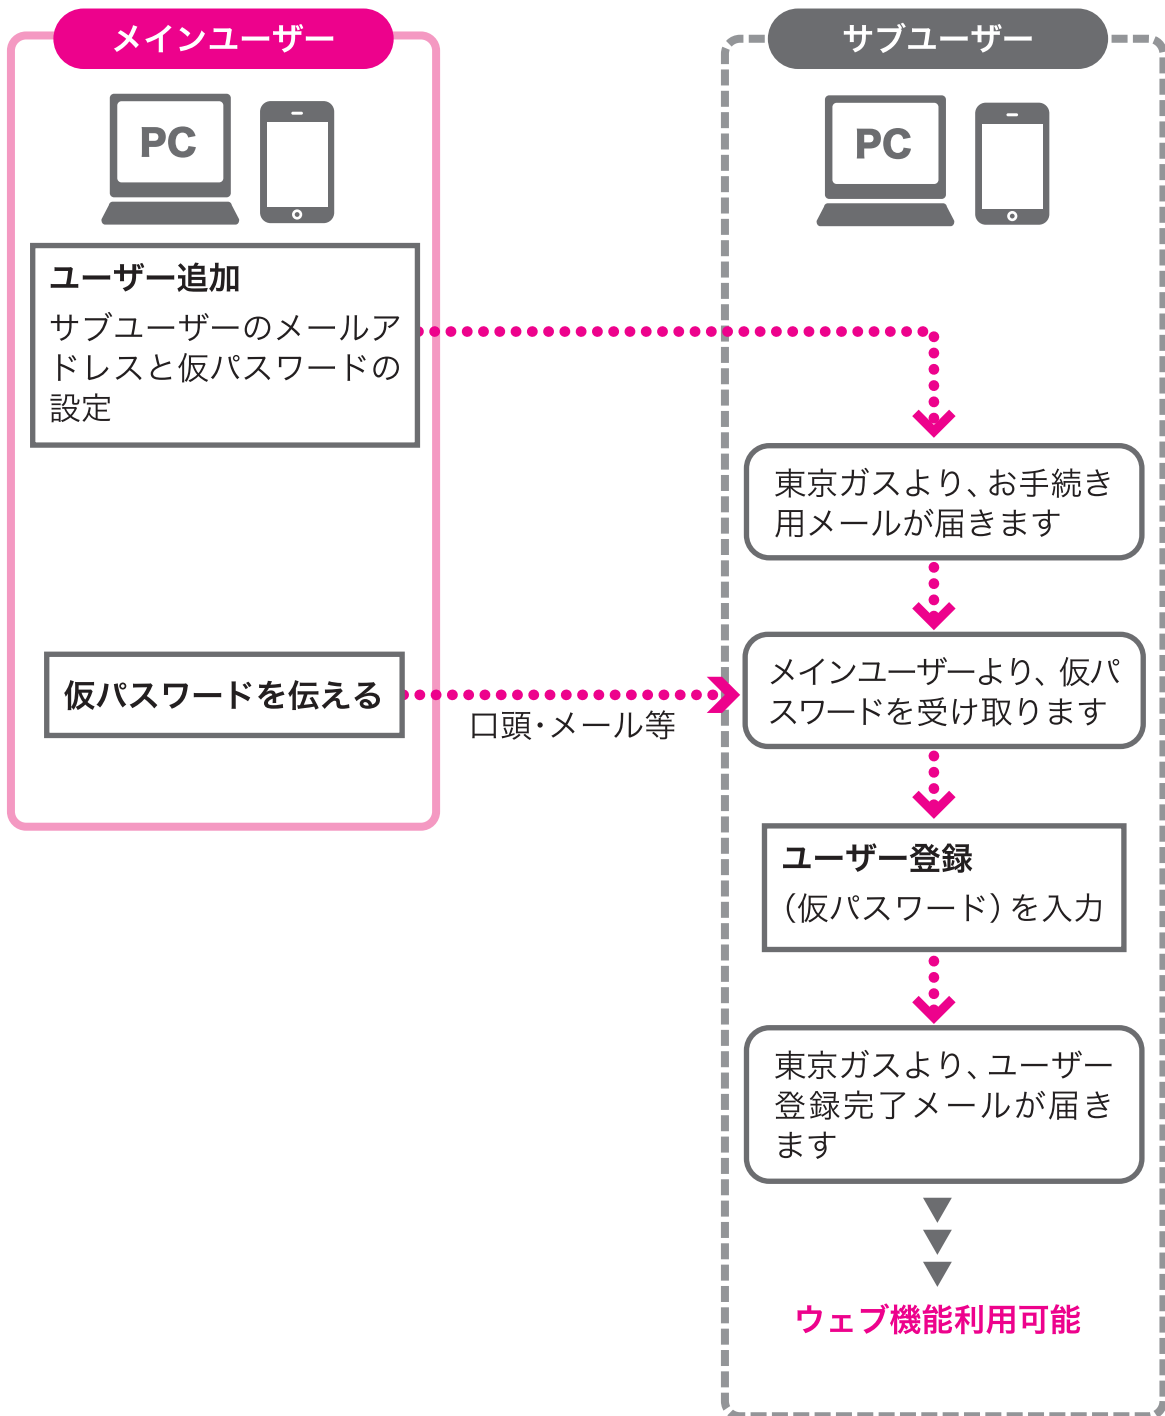 メインユーザー
PC
ユーザー追加
サブユーザーのメールア
ドレスと仮パスワードの
設定
仮パスワードを伝える
口頭・メール等
サブユーザー
PC
東京ガスより、お手続き
用メールが届きます
メインユーザーより、仮パ
スワードを受け取ります
ユーザー登録
（仮パスワード）を入力
東京ガスより、ユーザー
登録完了メールが届き
ます
ウェブ機能利用可能